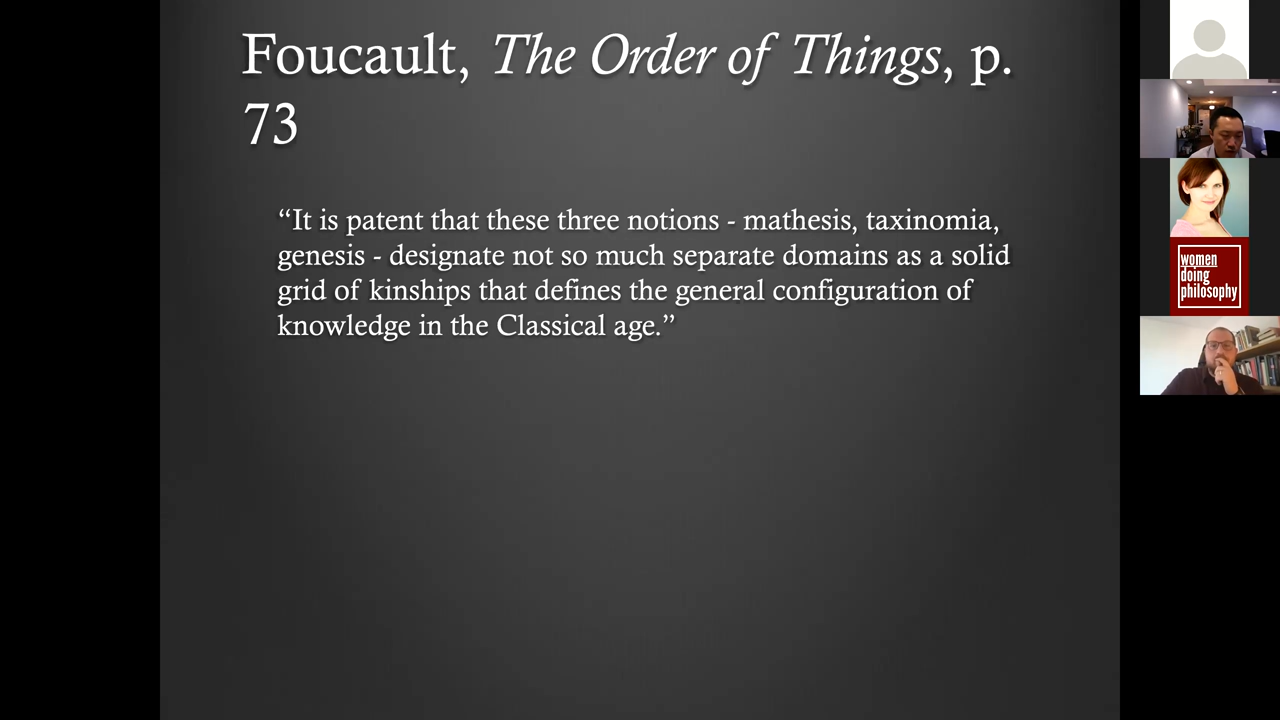 Foucault, The Order of Things, p.
73
“It is patent that these three notions - mathesis, taxinomia,
genesis - designate not so much separate domains as a solid
grid of kinships that defines the general configuration of
knowledge in the Classical age.”
women
doing
philosophy